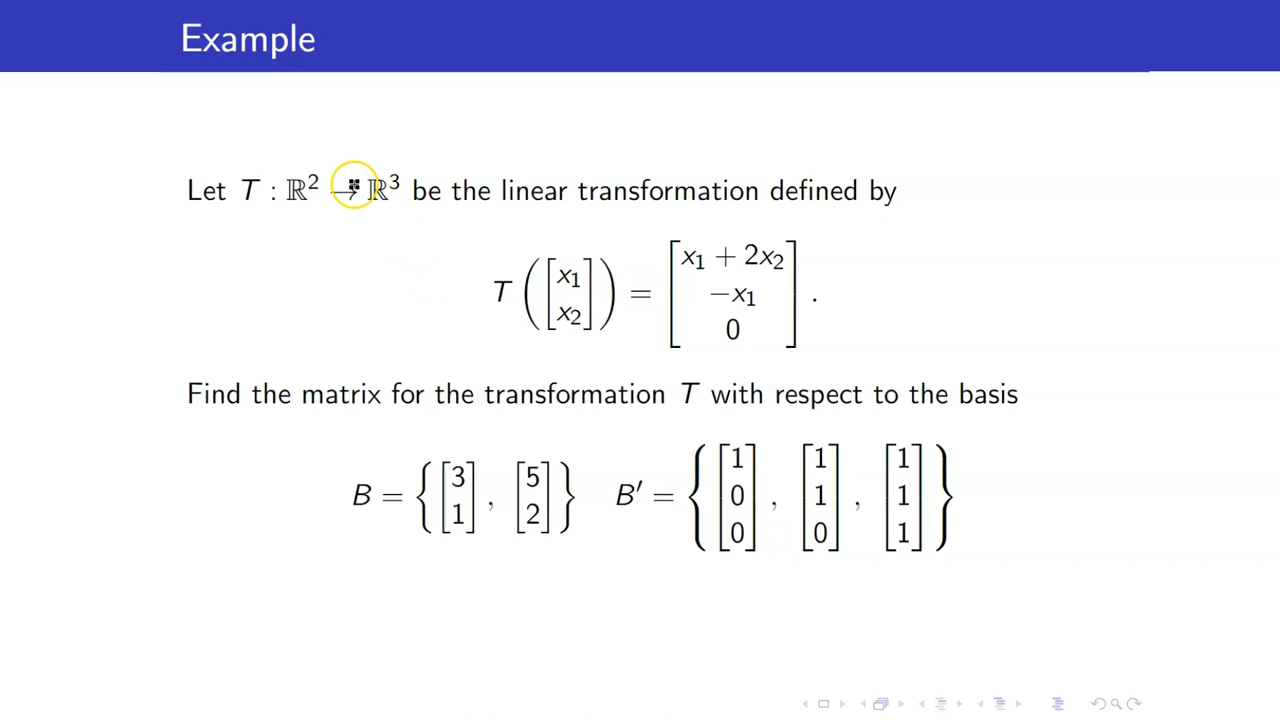 Example
Let T : ℝ² → ℝ³ be the linear transformation defined by
T([x₁; x₂]) = [x₁ + 2x₂; −x₁; 0].
Find the matrix for the transformation T with respect to the basis
B = {[3; 1], [5; 2]} B′ = {[1; 0; 0], [1; 1; 0], [1; 1; 1]}